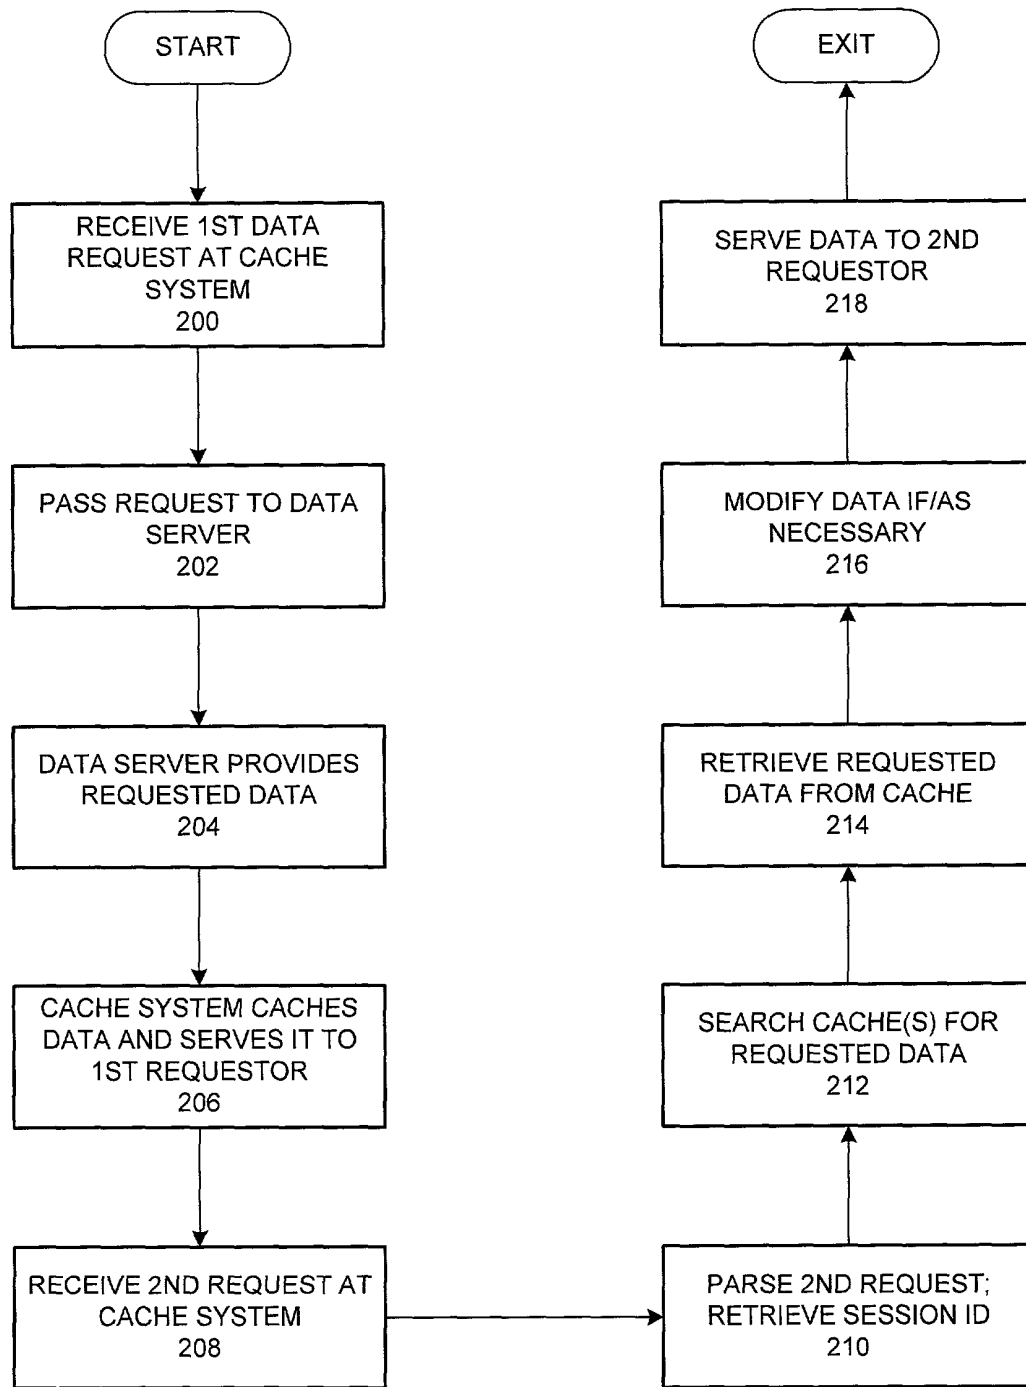 START
RECEIVE 1ST DATA
REQUEST AT CACHE
SYSTEM
200
PASS REQUEST TO DATA
SERVER
202
DATA SERVER PROVIDES
REQUESTED DATA
204
CACHE SYSTEM CACHES
DATA AND SERVES IT TO
1ST REQUESTOR
206
RECEIVE 2ND REQUEST AT
CACHE SYSTEM
208
PARSE 2ND REQUEST;
RETRIEVE SESSION ID
210
SEARCH CACHE(S) FOR
REQUESTED DATA
212
RETRIEVE REQUESTED
DATA FROM CACHE
214
MODIFY DATA IF/AS
NECESSARY
216
SERVE DATA TO 2ND
REQUESTOR
218
EXIT